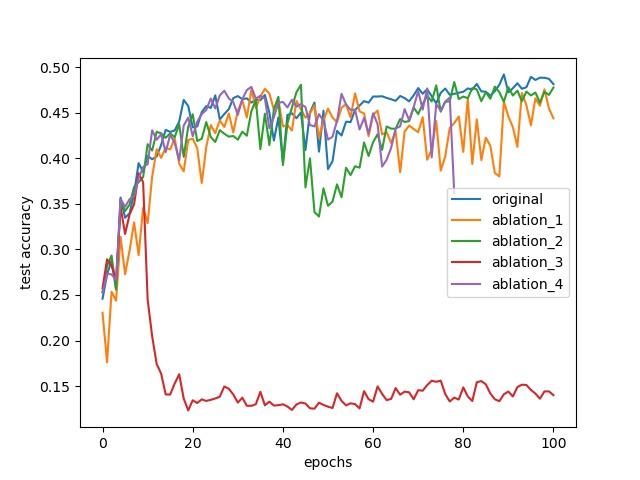 0.50
0.45
0.40
0.35
0.30
0.25
0.20
0.15
test accuracy
original
ablation_1
ablation_2
ablation_3
ablation_4
0 20 40 60 80 100
epochs